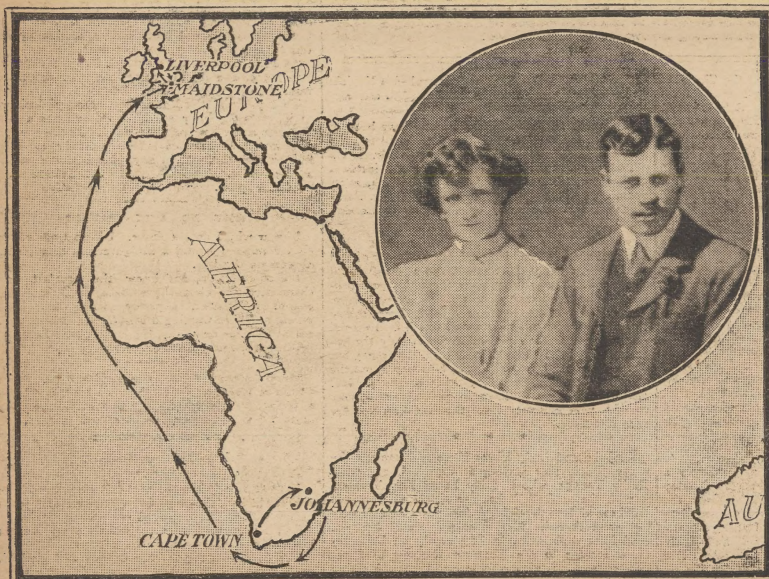 LIVERPOOL
MAIDSTONE
EUROPE
AFRICA
JOHANNESBURG
CAPE TOWN
AU